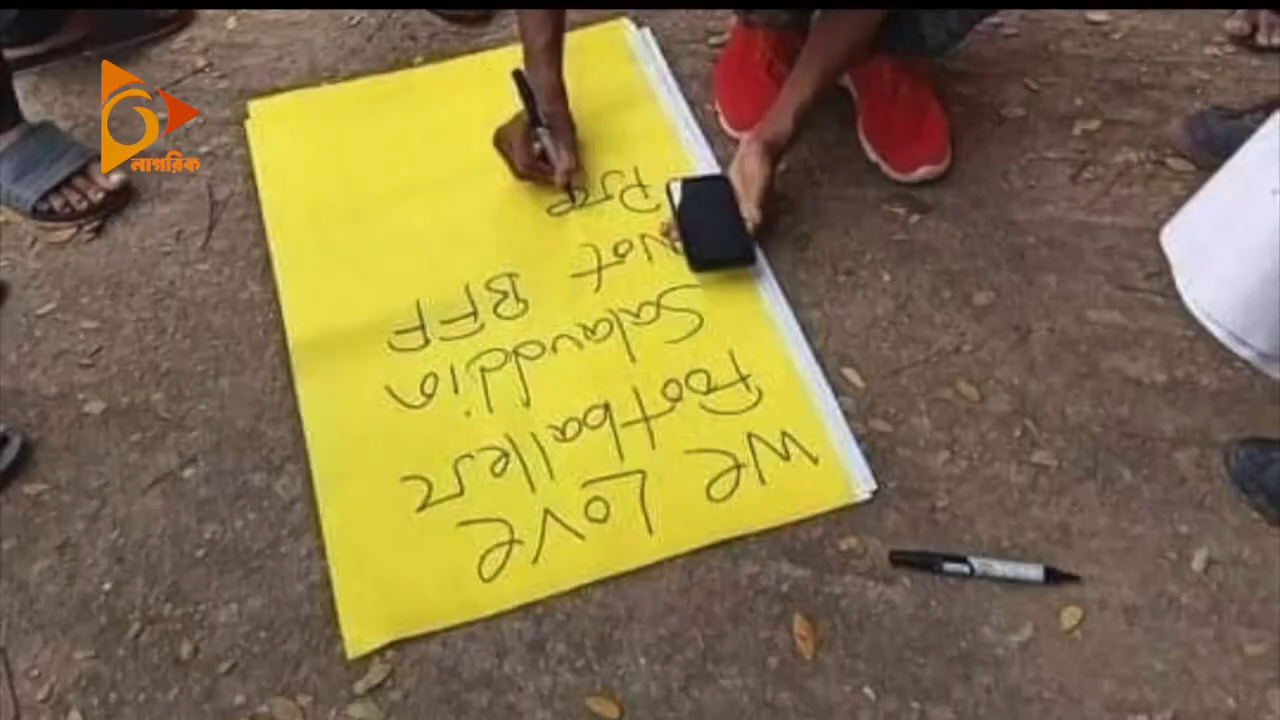 নাগরিক
We Love
Footballer
Salauddin
Not BFF
Pre